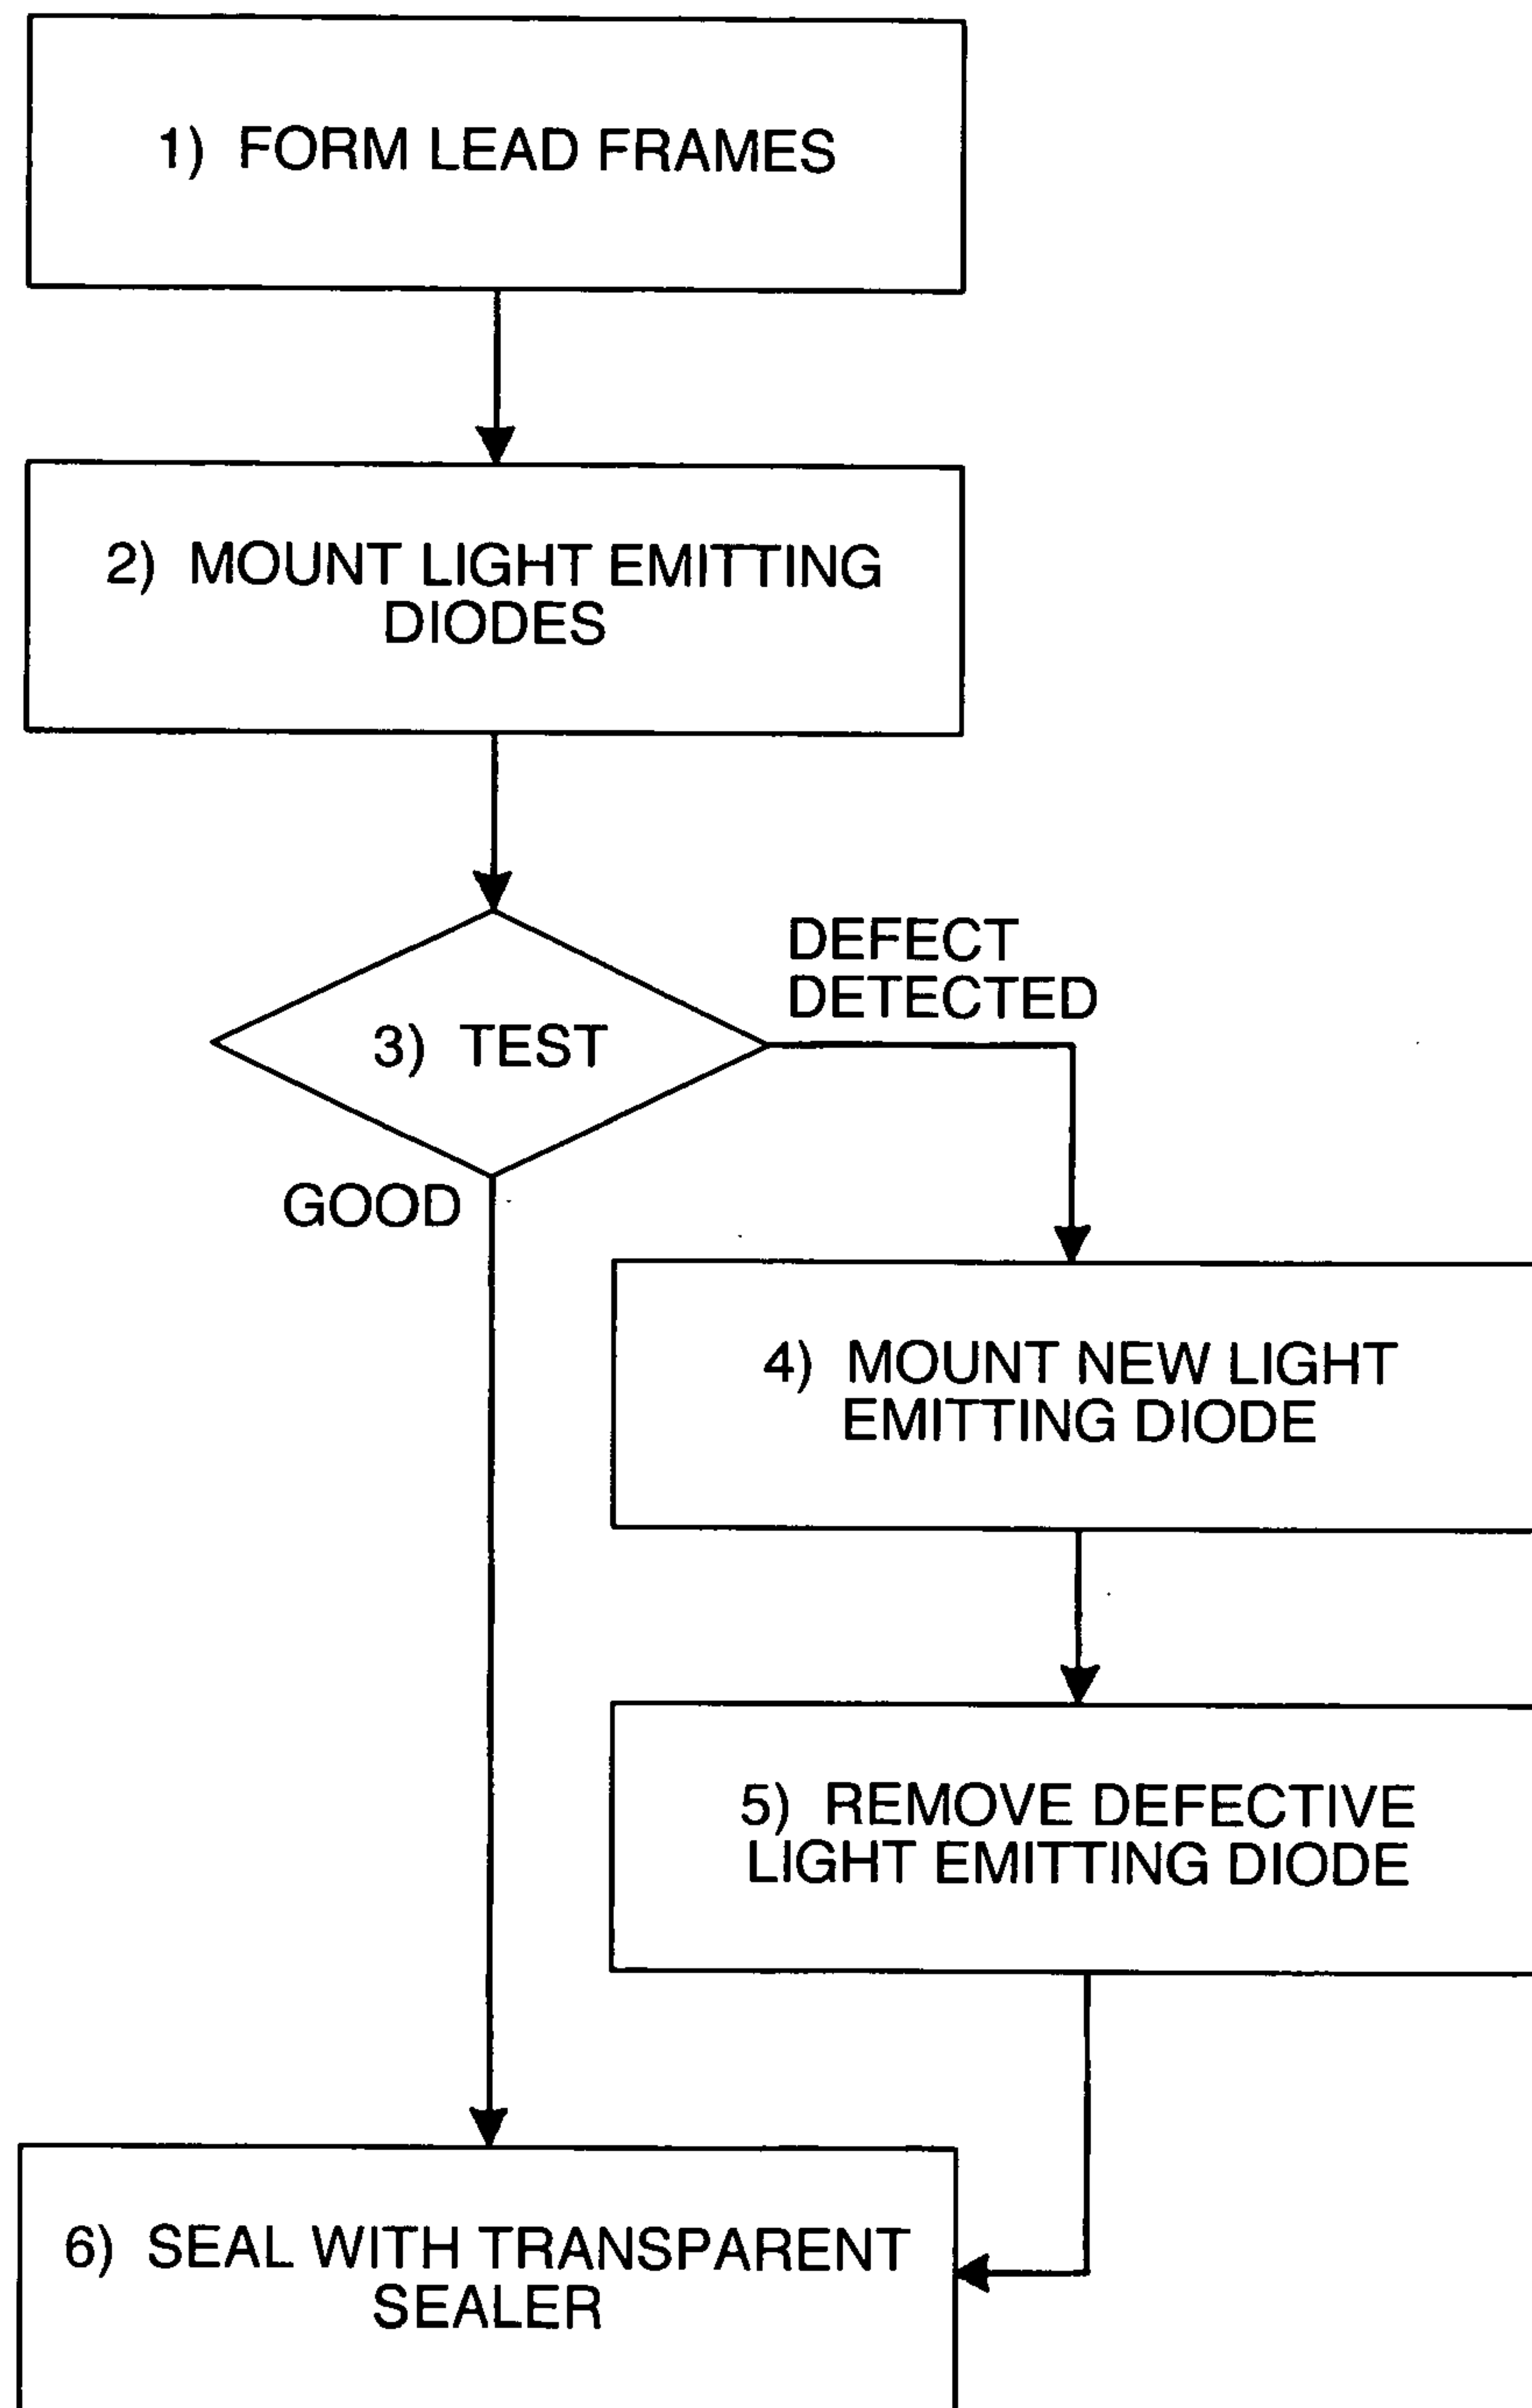 1) FORM LEAD FRAMES
2) MOUNT LIGHT EMITTING
DIODES
DEFECT
DETECTED
3) TEST
GOOD
4) MOUNT NEW LIGHT
EMITTING DIODE
5) REMOVE DEFECTIVE
LIGHT EMITTING DIODE
6) SEAL WITH TRANSPARENT
SEALER